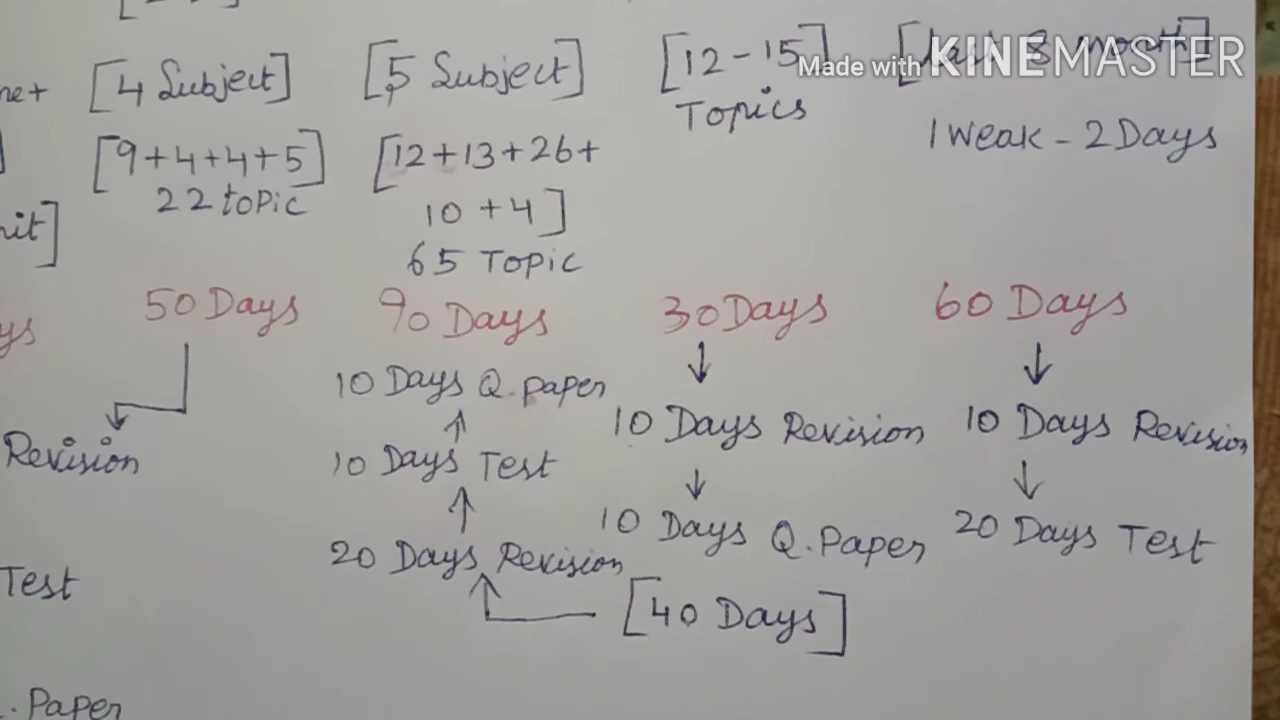 ne+ [4 Subject] [5 Subject] [12-15] [8 month]
Made with KINEMASTER
[9+4+4+5] [12+13+26+ Topics 1 Weak - 2 Days
22 topic 10 + 4]
nit]
65 Topic
ys 50 Days 90 Days 30 Days 60 Days
10 Days Q. paper
Revision 10 Days Test 10 Days Revision 10 Days Revision
20 Days Revision 10 Days Q. Paper 20 Days Test
Test [40 Days]
. Paper